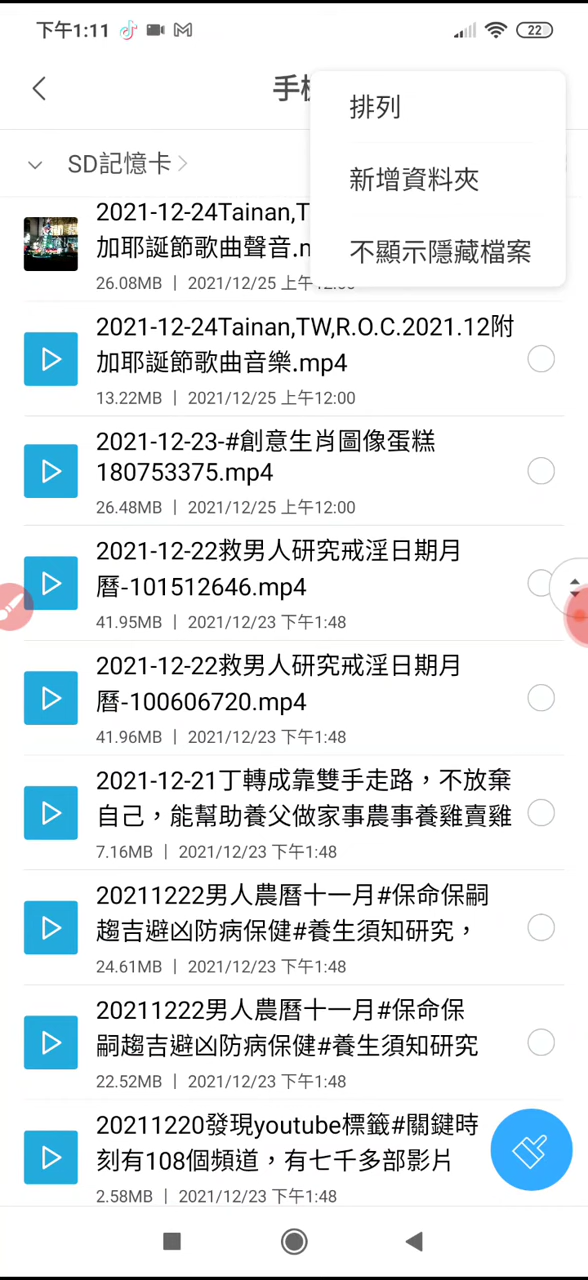 下午1:11
22
手機
排列
SD記憶卡
新增資料夾
不顯示隱藏檔案
2021-12-24Tainan,T
加耶誕節歌曲聲音.m
26.08MB | 2021/12/25 上午12:00
2021-12-24Tainan,TW,R.O.C.2021.12附
加耶誕節歌曲音樂.mp4
13.22MB | 2021/12/25 上午12:00
2021-12-23-#創意生肖圖像蛋糕
180753375.mp4
26.48MB | 2021/12/25 上午12:00
2021-12-22救男人研究戒淫日期月
曆-101512646.mp4
41.95MB | 2021/12/23 下午1:48
2021-12-22救男人研究戒淫日期月
曆-100606720.mp4
41.96MB | 2021/12/23 下午1:48
2021-12-21丁轉成靠雙手走路，不放棄
自己，能幫助養父做家事農事養雞賣雞
7.16MB | 2021/12/23 下午1:48
20211222男人農曆十一月#保命保嗣
趨吉避凶防病保健#養生須知研究，
24.61MB | 2021/12/23 下午1:48
20211222男人農曆十一月#保命保
嗣趨吉避凶防病保健#養生須知研究
22.52MB | 2021/12/23 下午1:48
20211220發現youtube標籤#關鍵時
刻有108個頻道，有七千多部影片
2.58MB | 2021/12/23 下午1:48